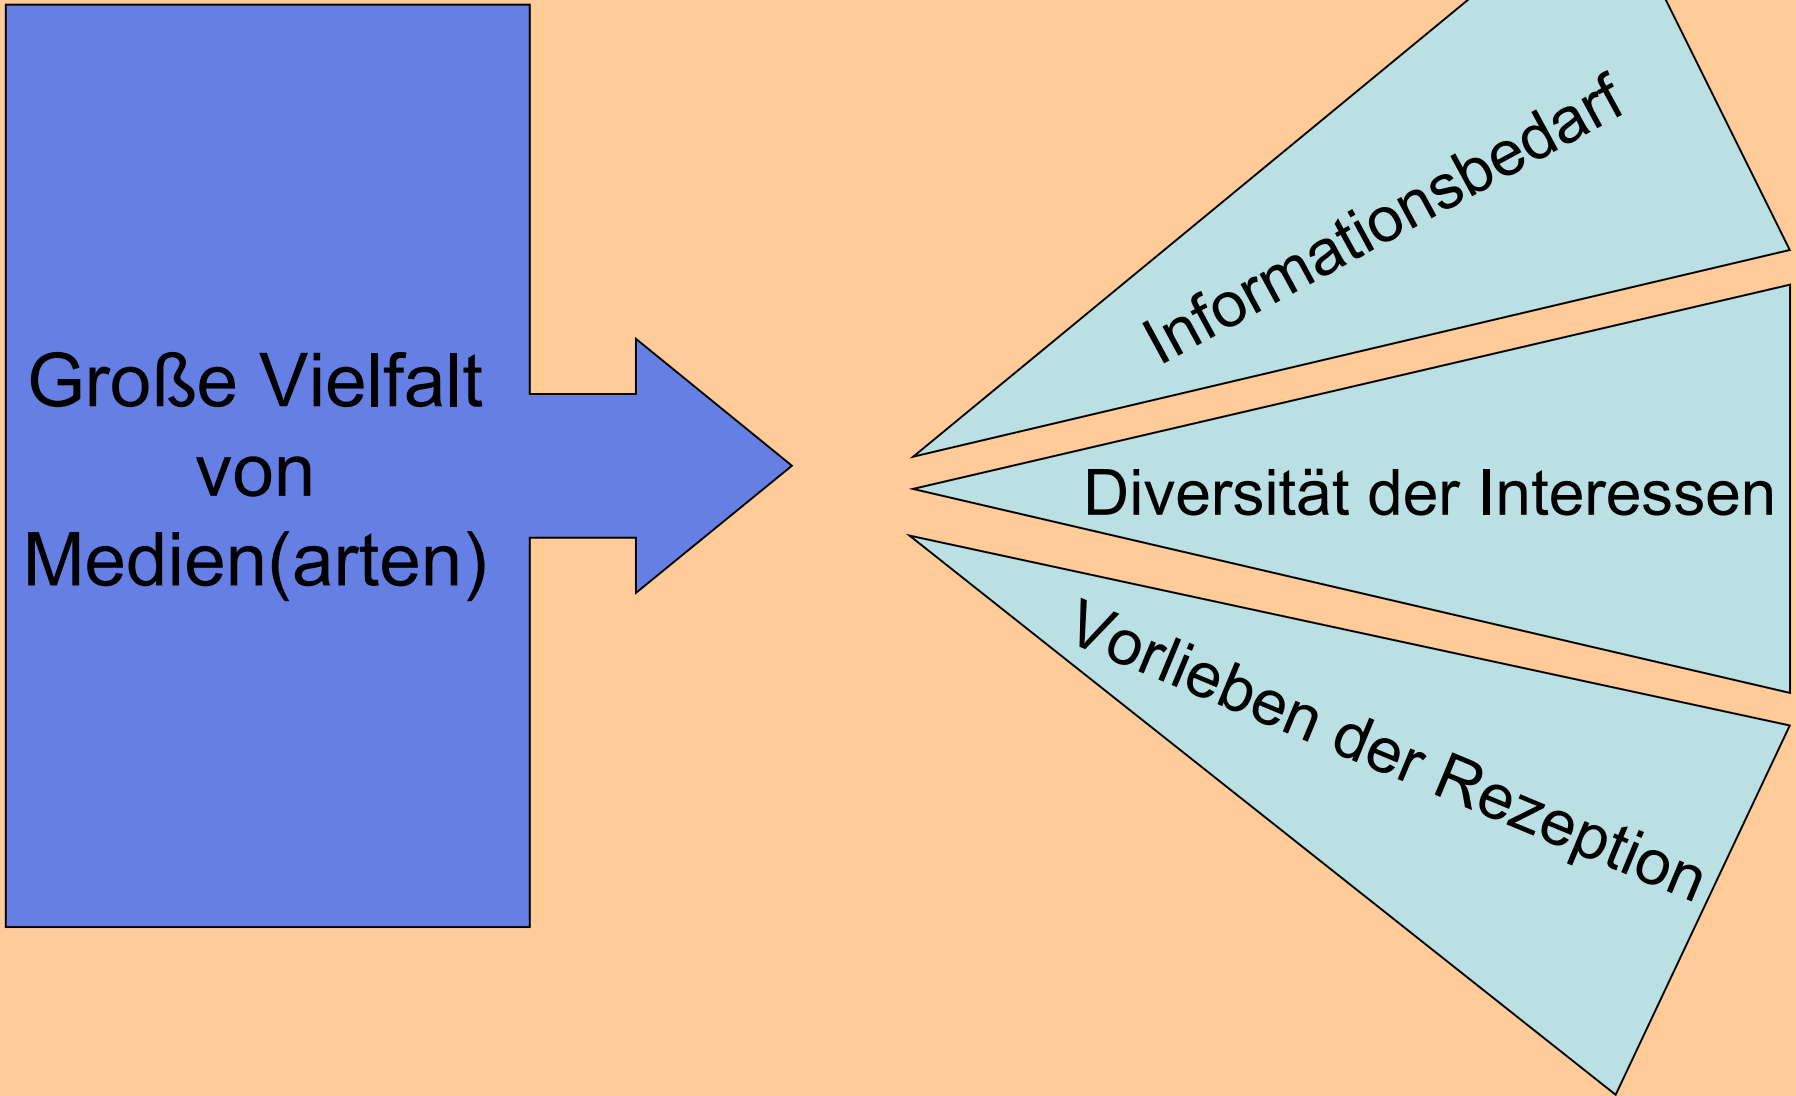 Große Vielfalt
von
Medien(arten)
Informationsbedarf
Diversität der Interessen
Vorlieben der Rezeption